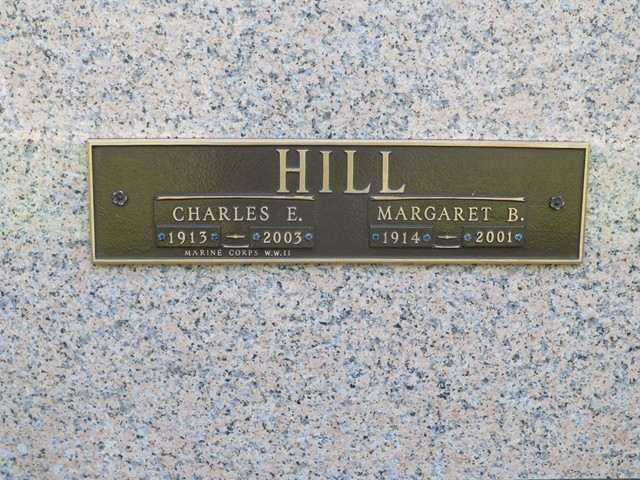 HILL
CHARLES E. MARGARET B.
1913 — 2003 1914 — 2001
MARINE CORPS W.W.II